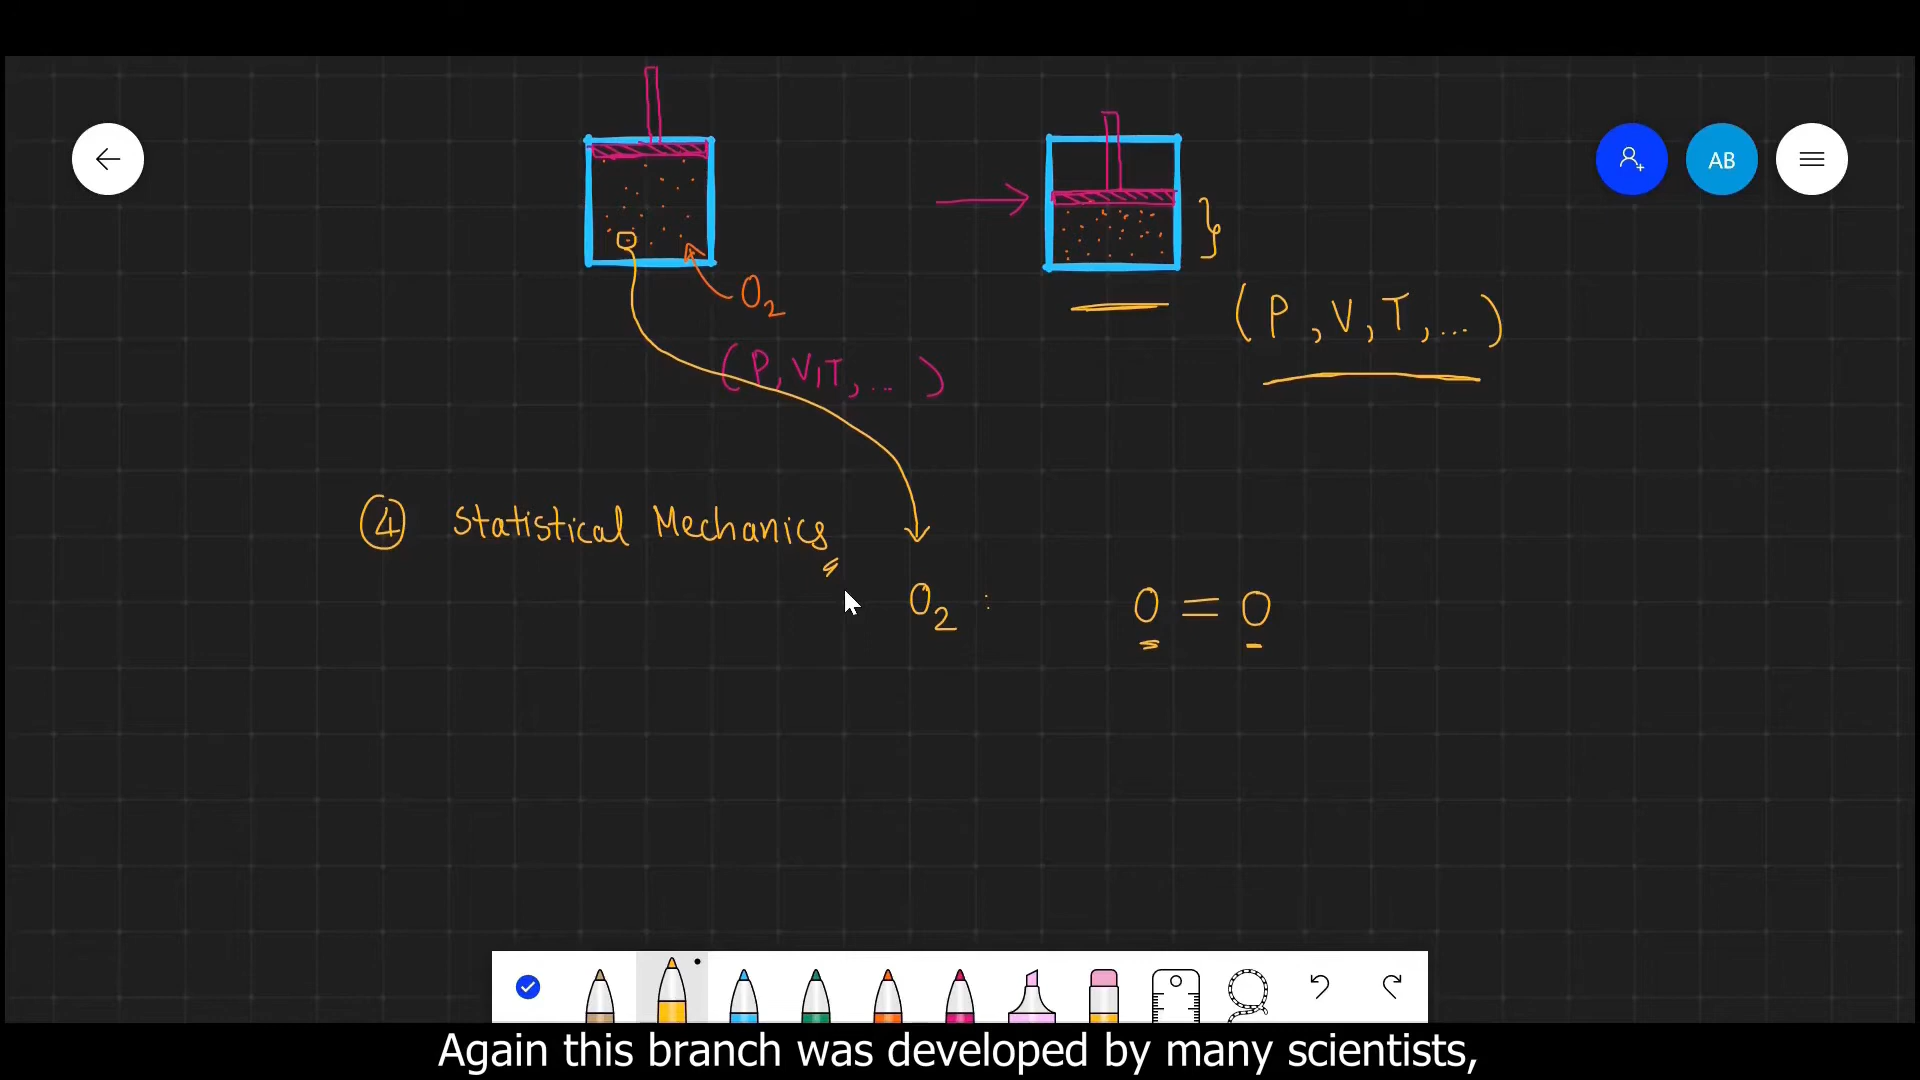 AB
O2
(P, V, T, ...)
(P, V, T, ...)
④ Statistical Mechanics
O2 : O = O
Again this branch was developed by many scientists,